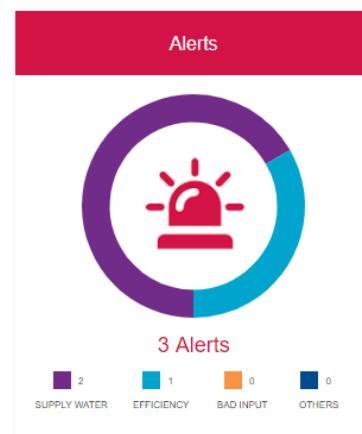 Alerts
3 Alerts
2 1 0 0
SUPPLY WATER EFFICIENCY BAD INPUT OTHERS